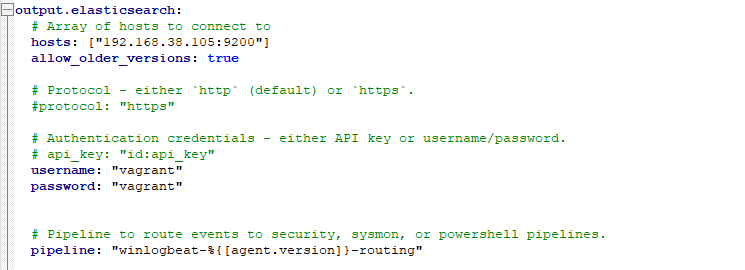 output.elasticsearch:
# Array of hosts to connect to
hosts: ["192.168.38.105:9200"]
allow_older_versions: true
# Protocol - either `http` (default) or `https`.
#protocol: "https"
# Authentication credentials - either API key or username/password.
# api_key: "id:api_key"
username: "vagrant"
password: "vagrant"
# Pipeline to route events to security, sysmon, or powershell pipelines.
pipeline: "winlogbeat-%{[agent.version]}-routing"